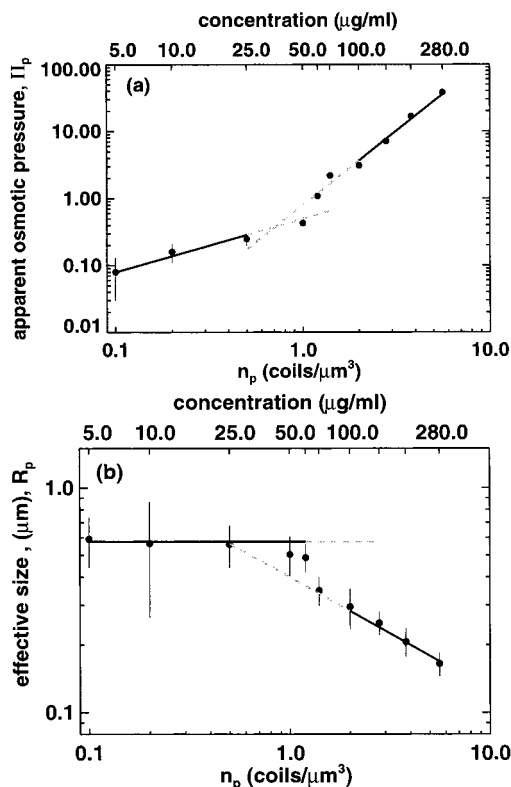 concentration (μg/ml)
5.0 10.0 25.0 50.0 100.0 280.0
100.00
10.00
1.00
0.10
0.01
apparent osmotic pressure, Πp
(a)
0.1 1.0 10.0
np (coils/μm³)
concentration (μg/ml)
5.0 10.0 25.0 50.0 100.0 280.0
1.0
0.1
effective size , (μm), Rp
(b)
0.1 1.0 10.0
np (coils/μm³)